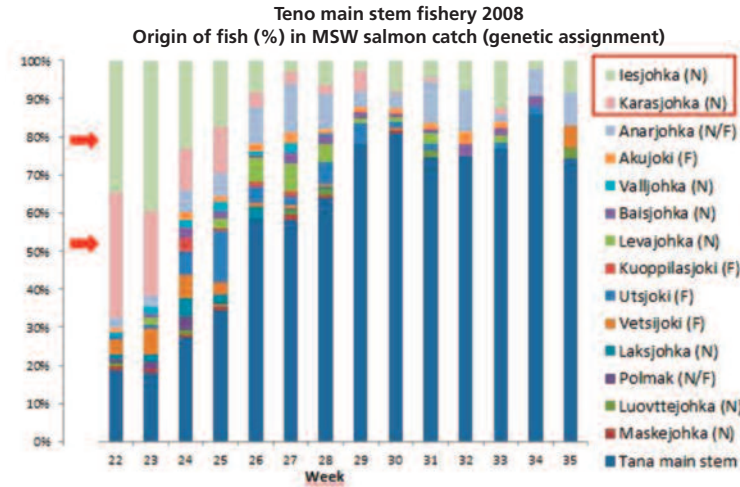 Teno main stem fishery 2008
Origin of fish (%) in MSW salmon catch (genetic assignment)
100%
90%
80%
70%
60%
50%
40%
30%
20%
10%
0%
22 23 24 25 26 27 28 29 30 31 32 33 34 35
Week
Iesjohka (N)
Karasjohka (N)
Anarjohka (N/F)
Akujoki (F)
Valljohka (N)
Baisjohka (N)
Levajohka (N)
Kuoppilasjoki (F)
Utsjoki (F)
Vetsijoki (F)
Laksjohka (N)
Polmak (N/F)
Luovttejohka (N)
Maskejohka (N)
Tana main stem